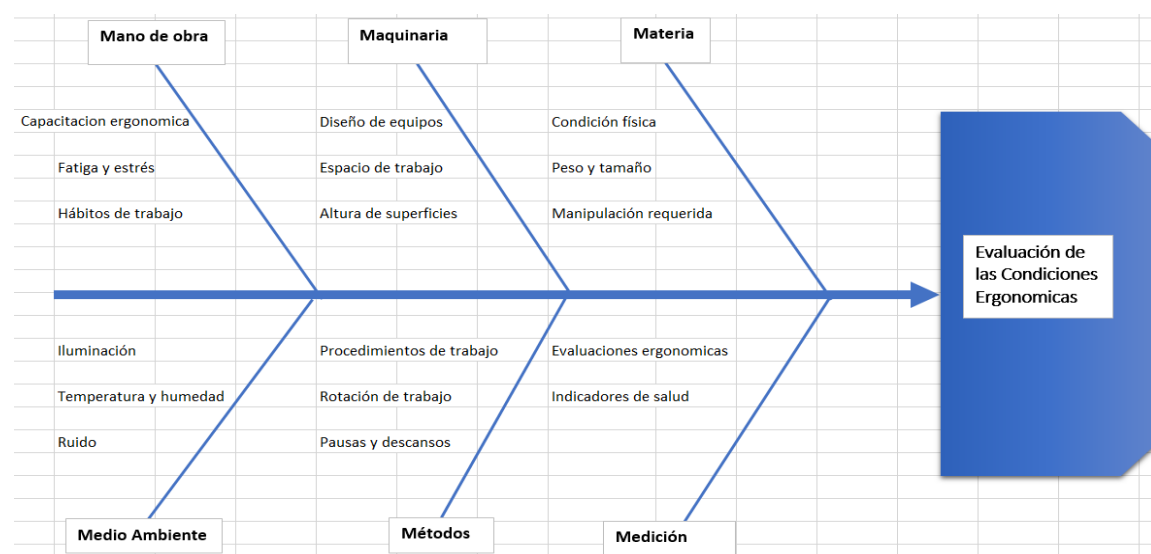 Mano de obra
Maquinaria
Materia
Capacitacion ergonomica
Diseño de equipos
Condición física
Fatiga y estrés
Espacio de trabajo
Peso y tamaño
Hábitos de trabajo
Altura de superficies
Manipulación requerida
Evaluación de
las Condiciones
Ergonomicas
Iluminación
Procedimientos de trabajo
Evaluaciones ergonomicas
Temperatura y humedad
Rotación de trabajo
Indicadores de salud
Ruido
Pausas y descansos
Medio Ambiente
Métodos
Medición